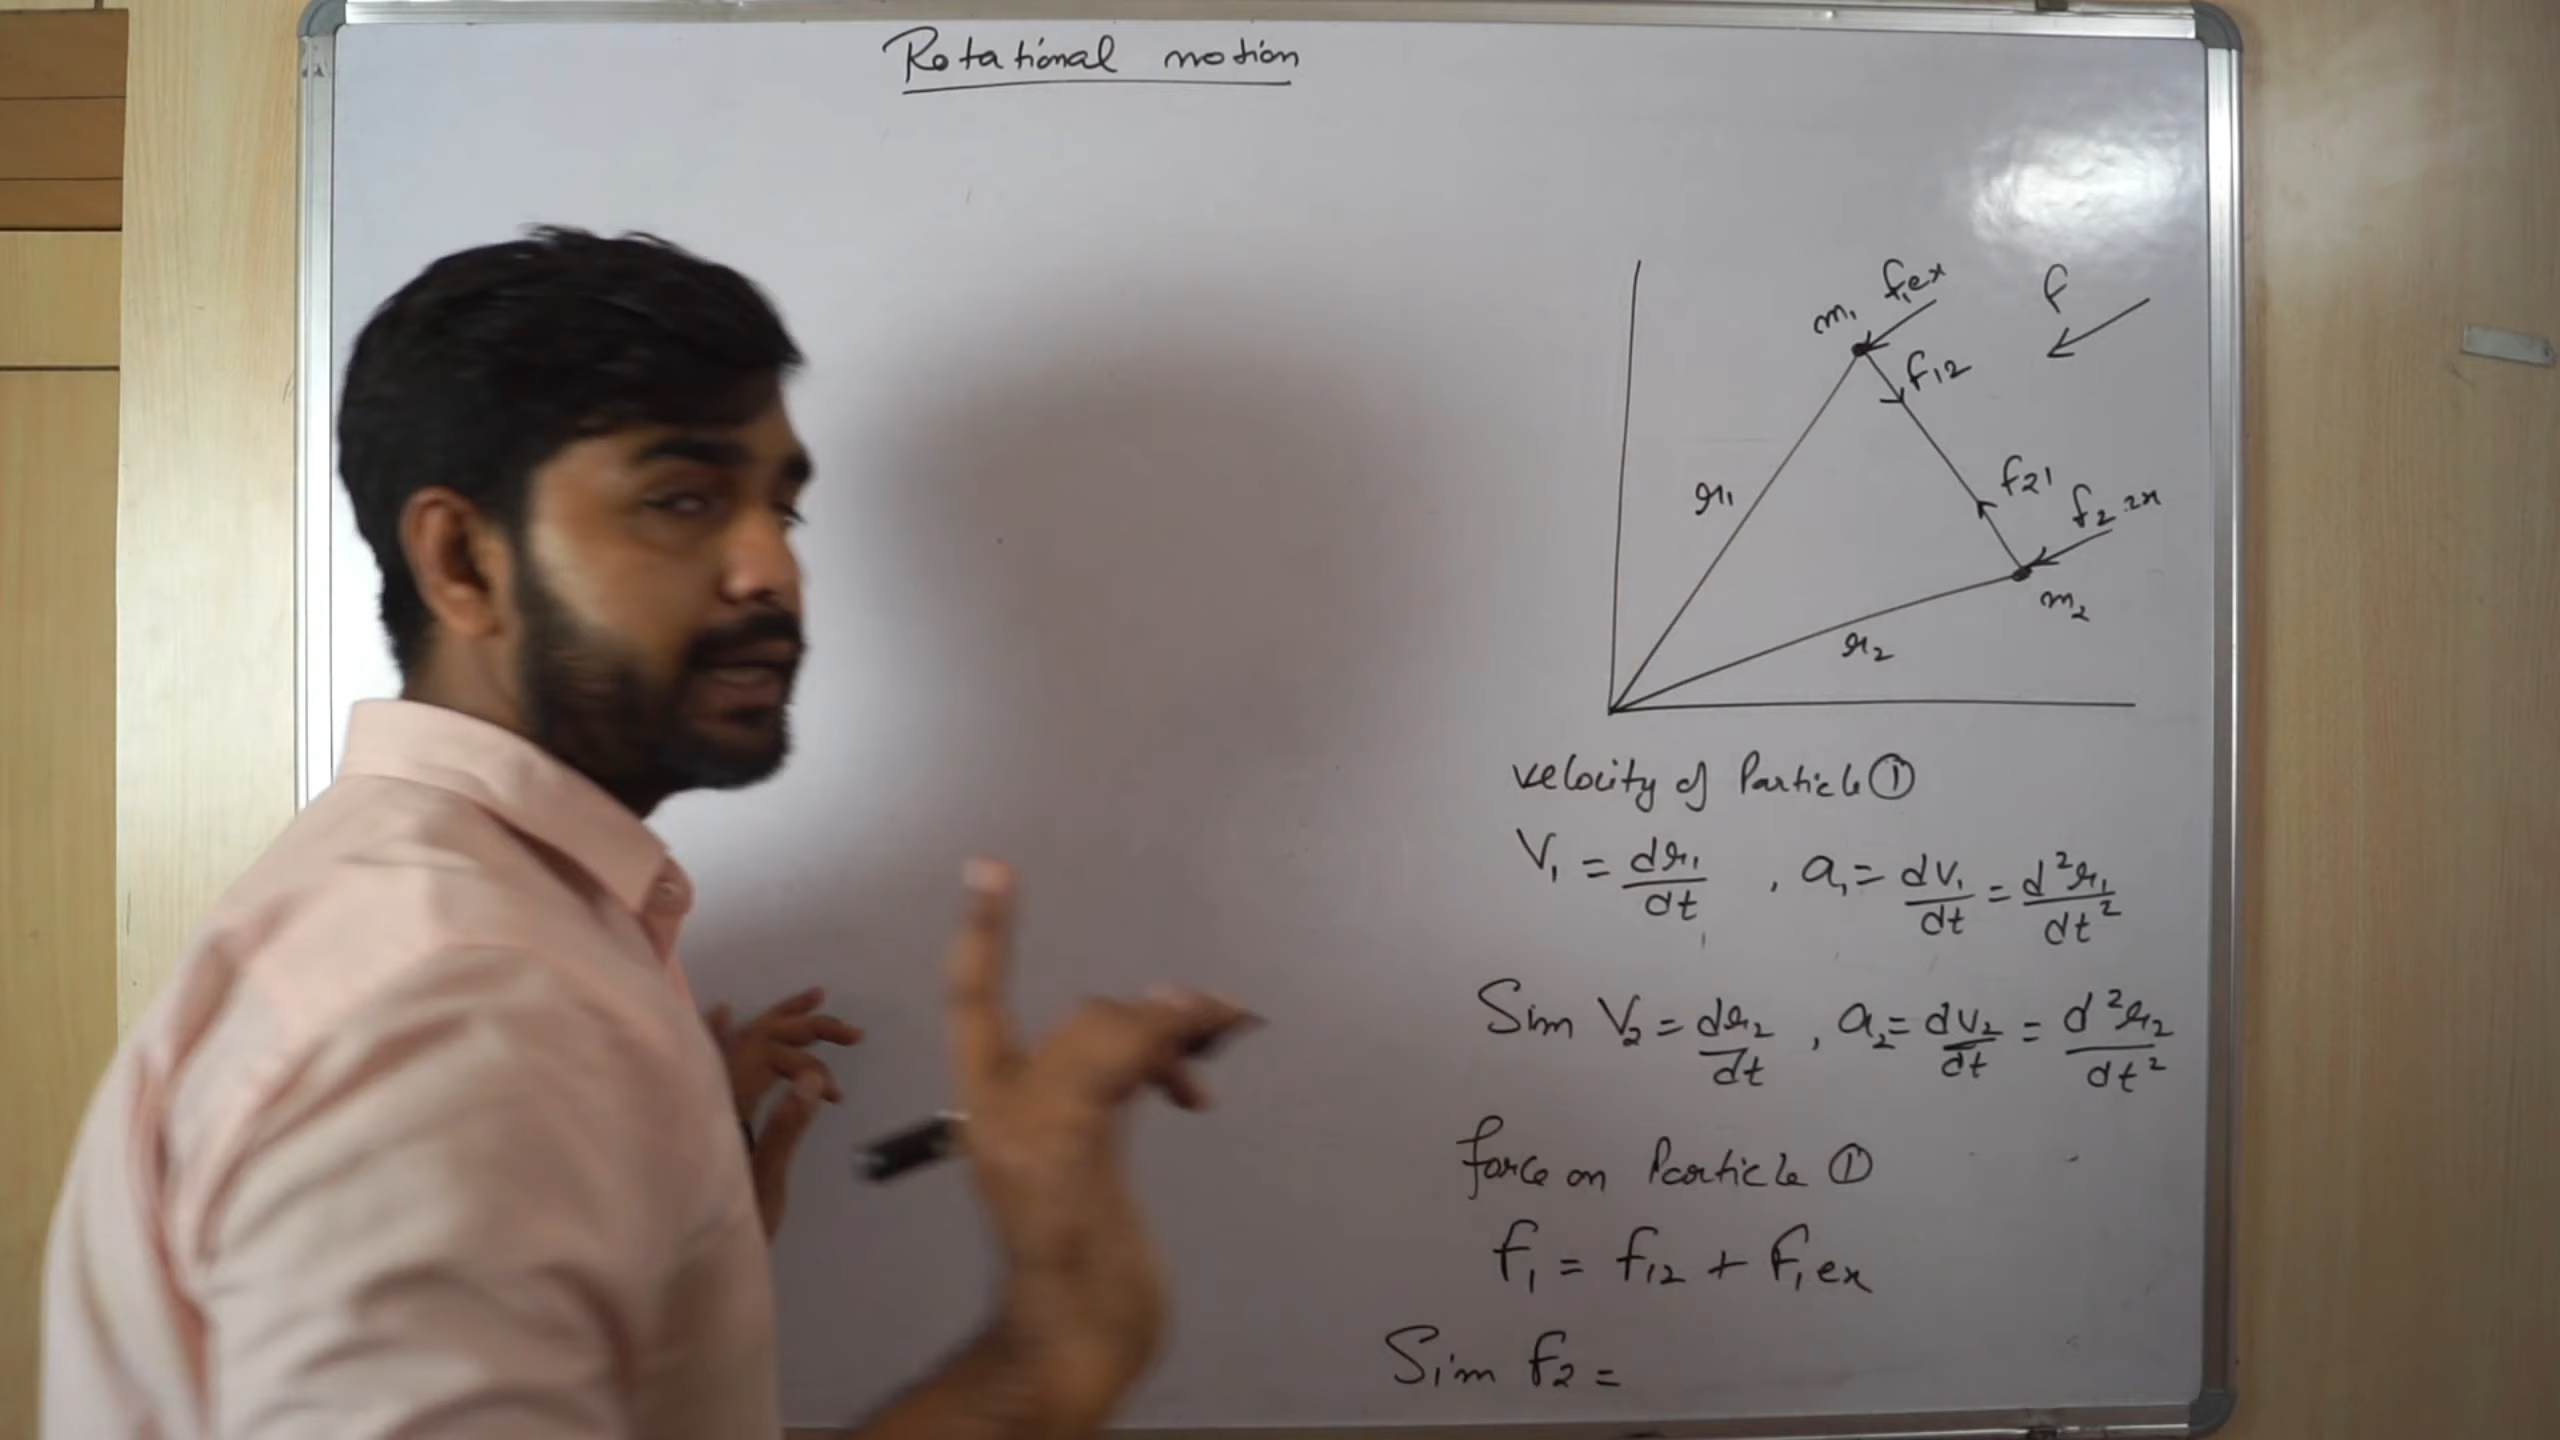 Rotational motion
m₁ f₁ex
f
f₁₂
r₁
f₂₁
f₂ₑₓ
m₂
r₂
velocity of Particle ①
V₁ = dr₁/dt , a₁ = dv₁/dt = d²r₁/dt²
Sim V₂ = dr₂/dt , a₂ = dv₂/dt = d²r₂/dt²
force on Particle ①
f₁ = f₁₂ + f₁ex
Sim f₂ =